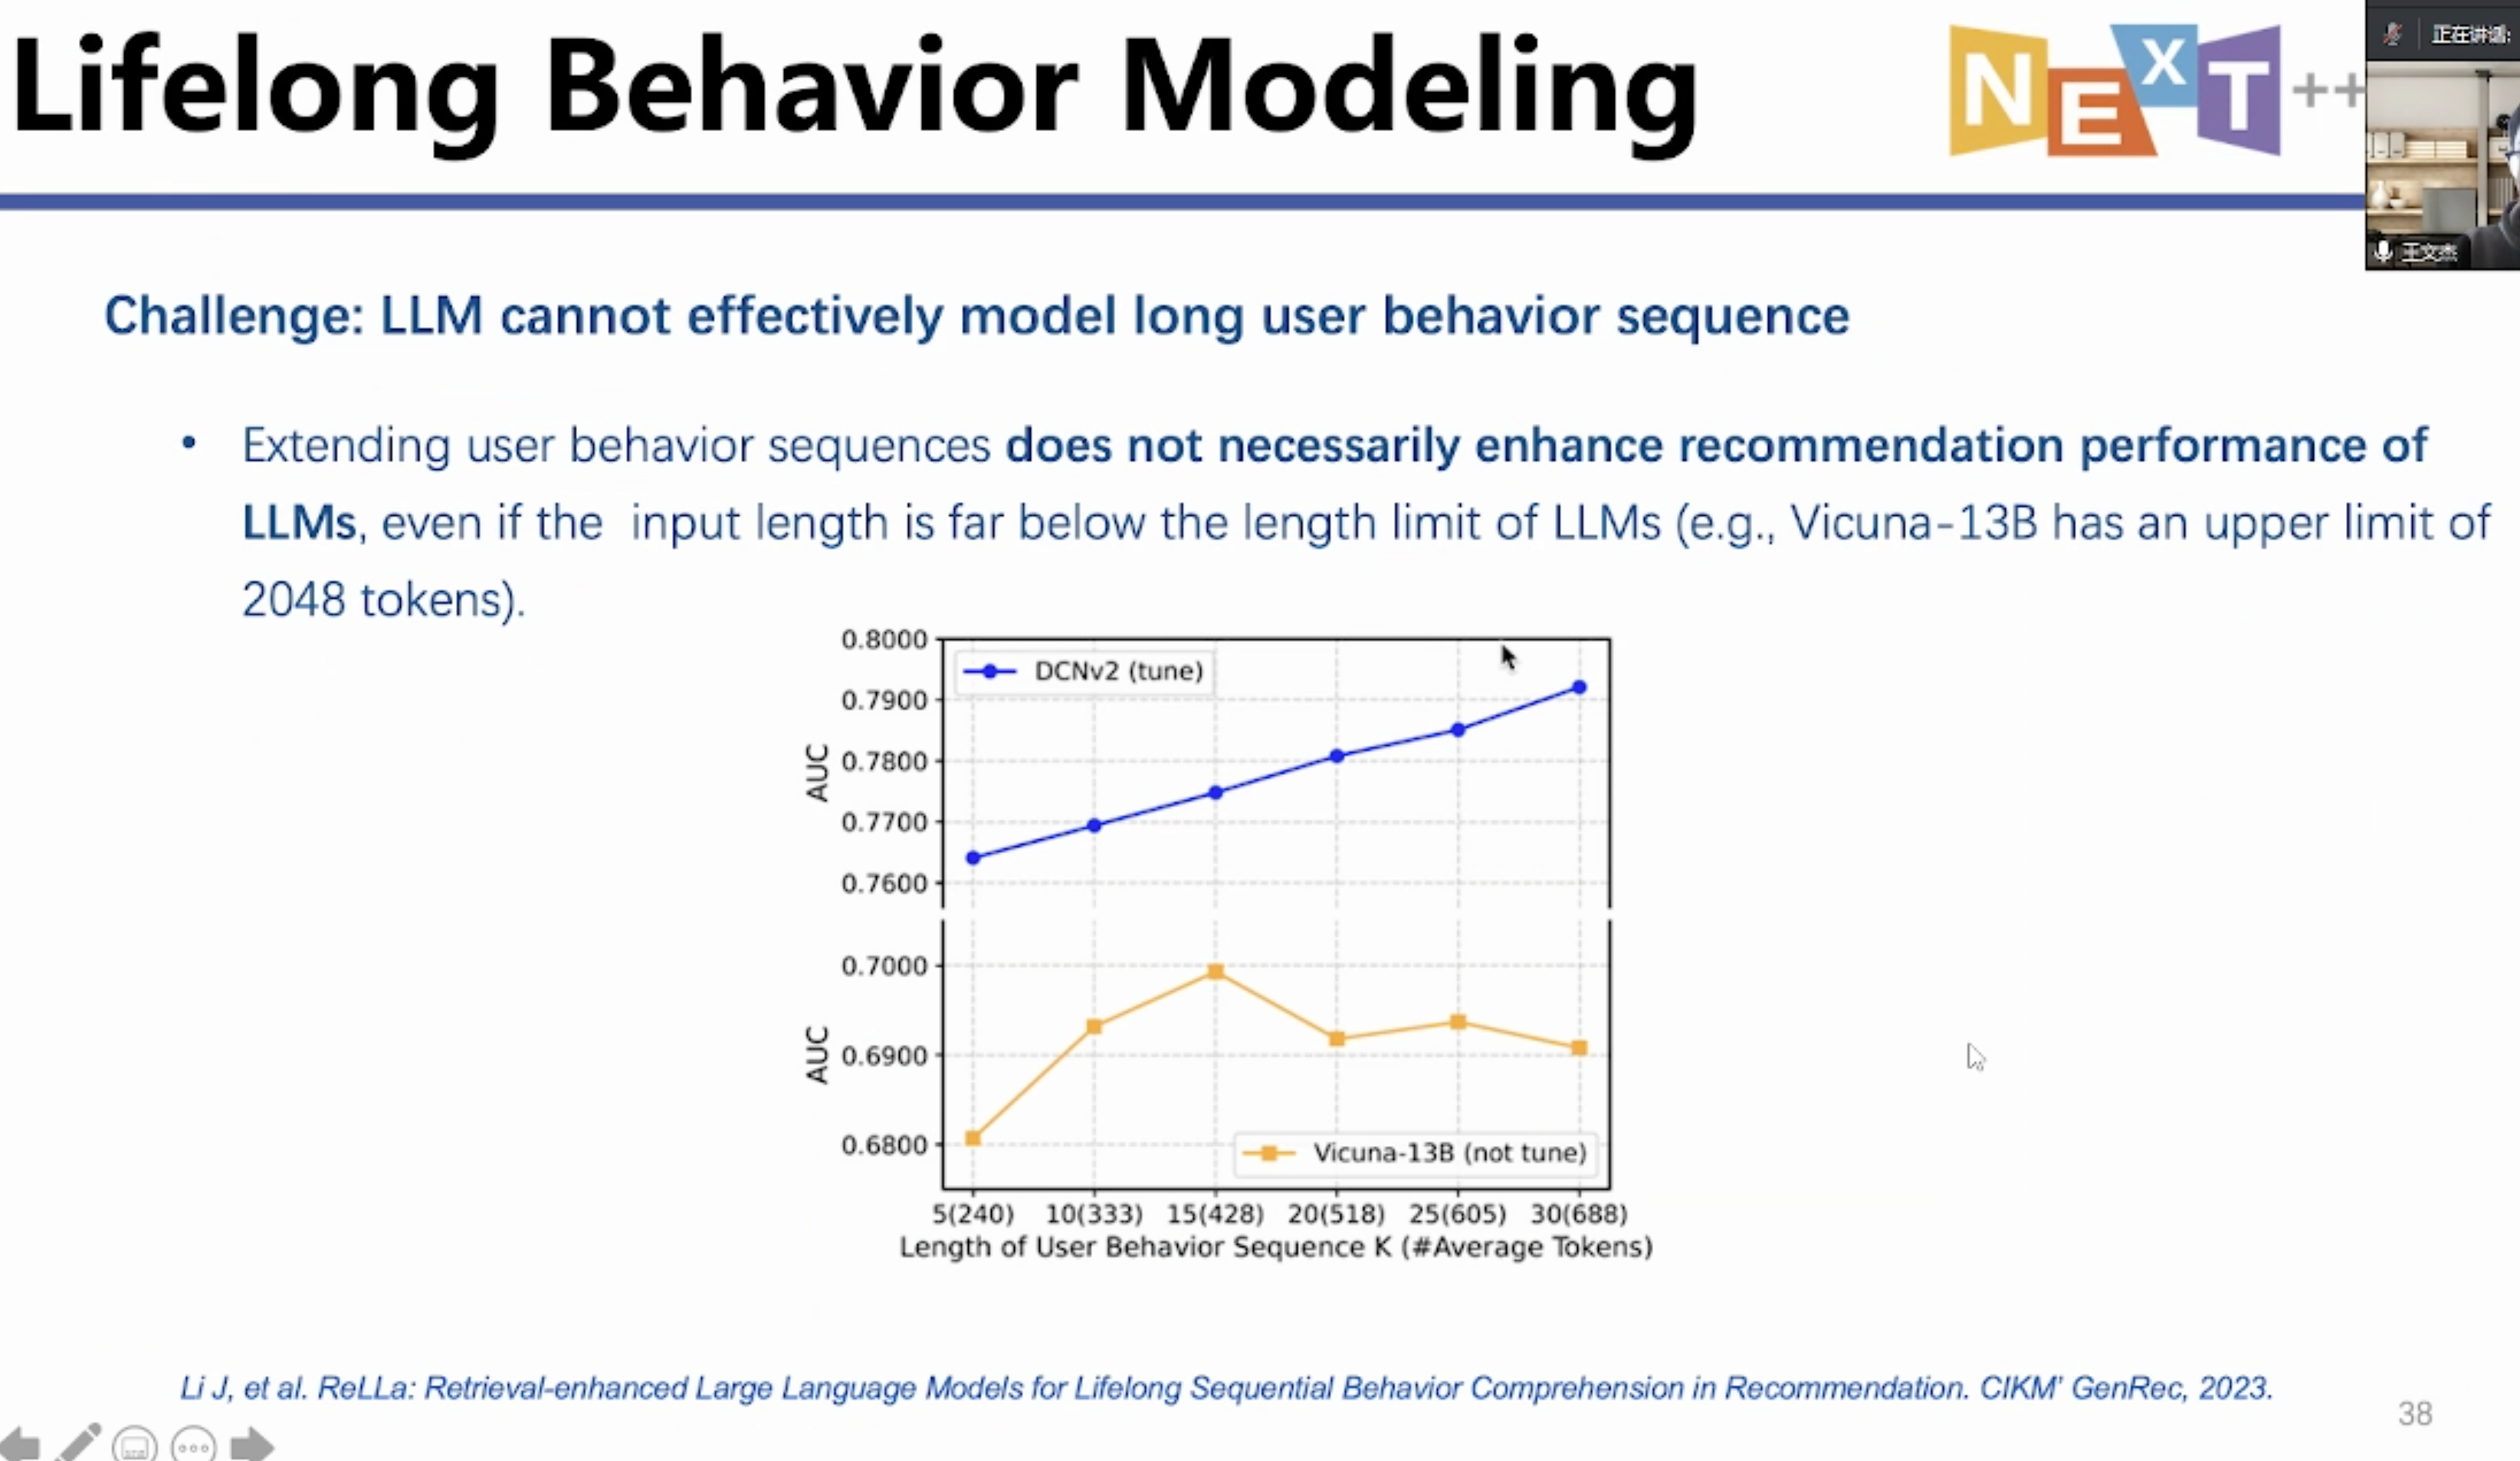 Lifelong Behavior Modeling
NEXT++
正在讲话:
王文杰
Challenge: LLM cannot effectively model long user behavior sequence
• Extending user behavior sequences does not necessarily enhance recommendation performance of
LLMs, even if the input length is far below the length limit of LLMs (e.g., Vicuna-13B has an upper limit of
2048 tokens).
0.8000
DCNv2 (tune)
0.7900
0.7800
AUC
0.7700
0.7600
0.7000
AUC
0.6900
0.6800
Vicuna-13B (not tune)
5(240) 10(333) 15(428) 20(518) 25(605) 30(688)
Length of User Behavior Sequence K (#Average Tokens)
Li J, et al. ReLLa: Retrieval-enhanced Large Language Models for Lifelong Sequential Behavior Comprehension in Recommendation. CIKM' GenRec, 2023.
38